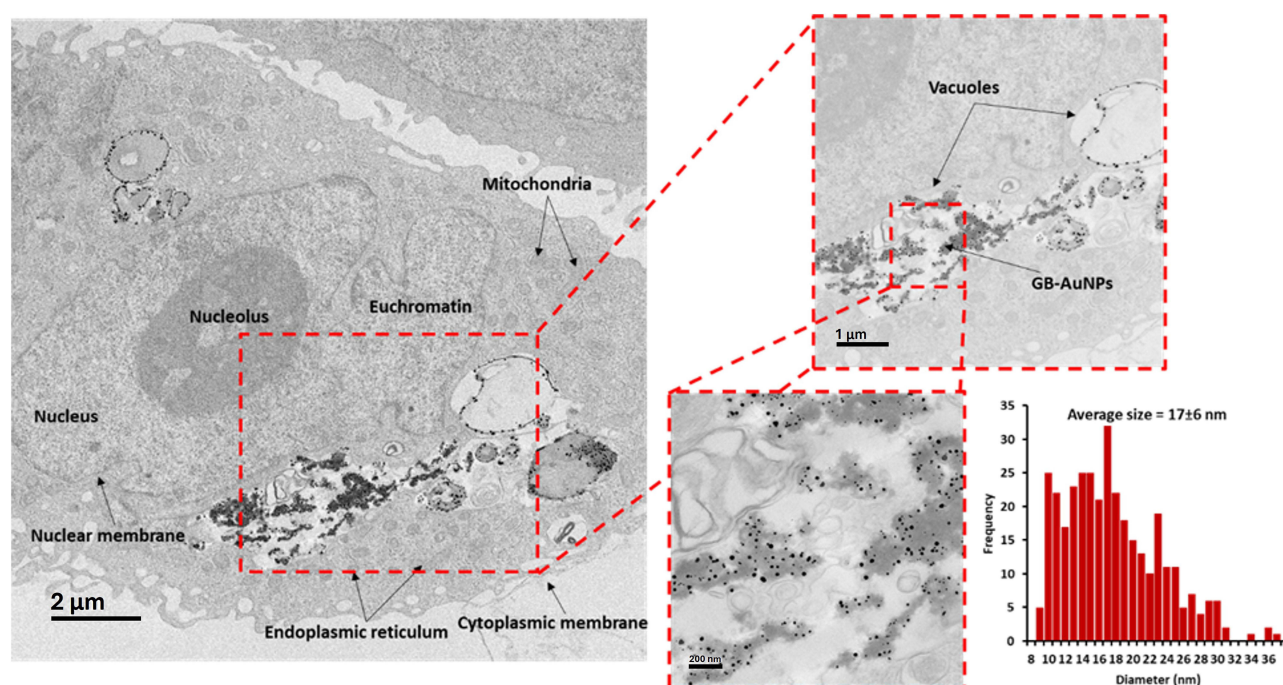 Mitochondria
Euchromatin
Nucleolus
Nucleus
Nuclear membrane
2 μm
Endoplasmic reticulum
Cytoplasmic membrane
Vacuoles
GB-AuNPs
1 μm
200 nm
Average size = 17±6 nm
Frequency
35
30
25
20
15
10
5
0
8 10 12 14 16 18 20 22 24 26 28 30 32 34 36
Diameter (nm)